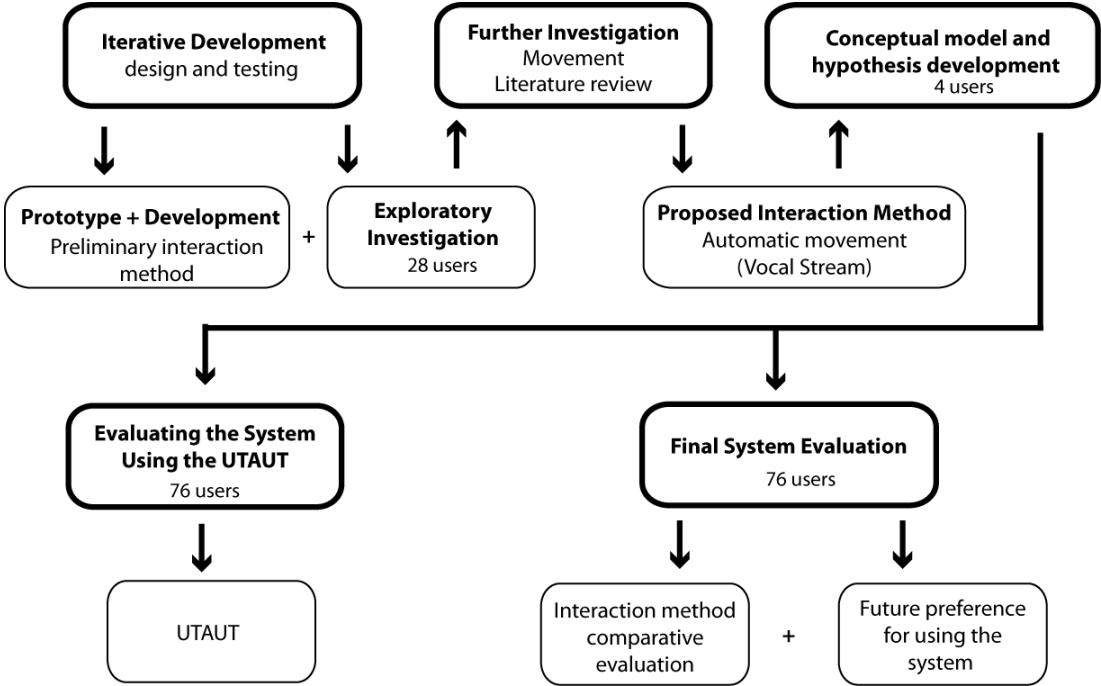 Iterative Development
design and testing
Further Investigation
Movement
Literature review
Conceptual model and
hypothesis development
4 users
Prototype + Development
Preliminary interaction
method
+
Exploratory
Investigation
28 users
Proposed Interaction Method
Automatic movement
(Vocal Stream)
Evaluating the System
Using the UTAUT
76 users
Final System Evaluation
76 users
UTAUT
Interaction method
comparative
evaluation
+
Future preference
for using the
system